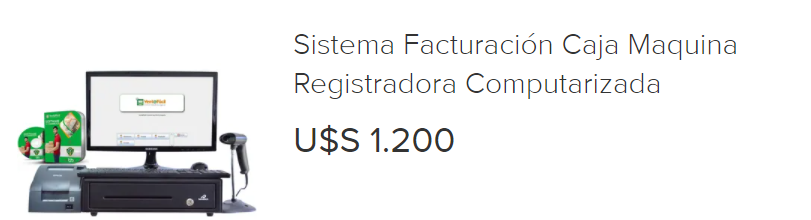 Sistema Facturación Caja Maquina
Registradora Computarizada
U$S 1.200